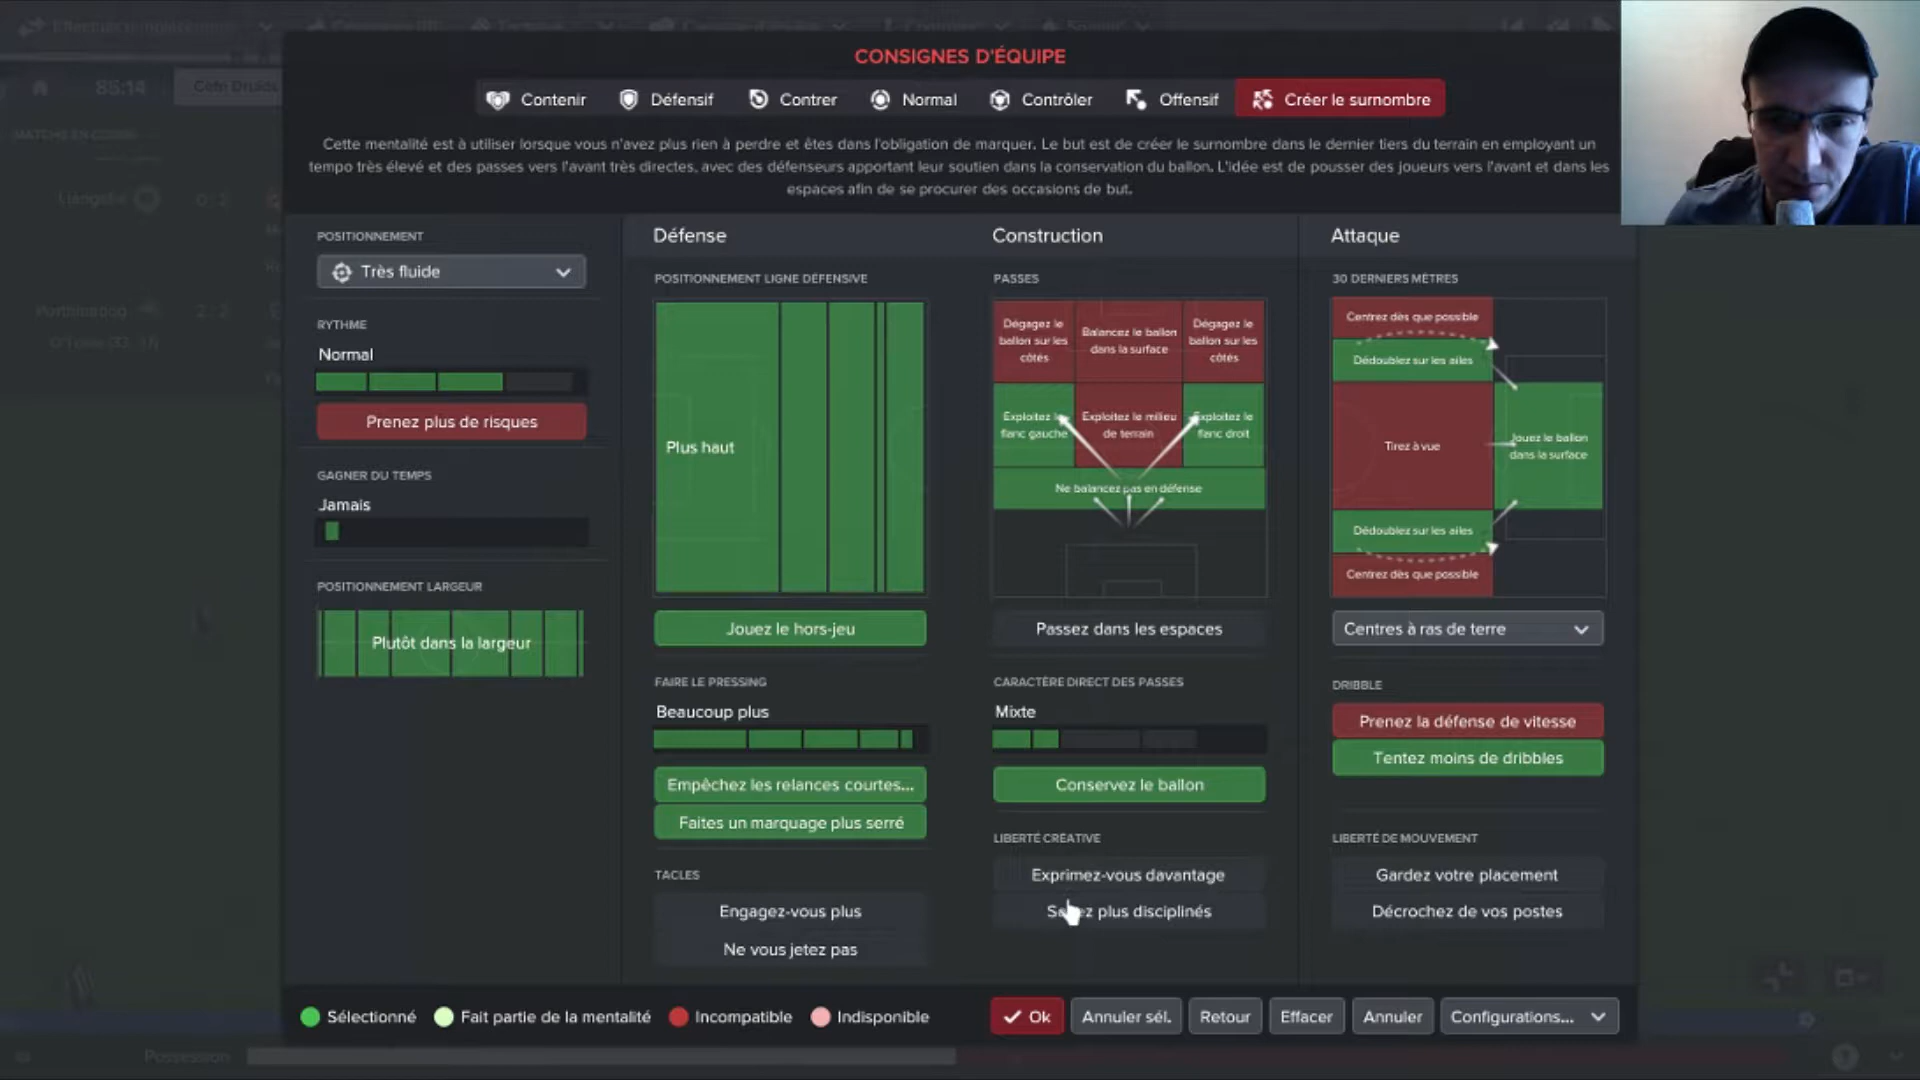 85:14
CONSIGNES D'ÉQUIPE
Contenir
Défensif
Contrer
Normal
Contrôler
Offensif
Créer le surnombre
Cette mentalité est à utiliser lorsque vous n'avez plus rien à perdre et êtes dans l'obligation de marquer. Le but est de créer le surnombre dans le dernier tiers du terrain en employant un
tempo très élevé et des passes vers l'avant très directes, avec des défenseurs apportant leur soutien dans la conservation du ballon. L'idée est de pousser des joueurs vers l'avant et dans les
espaces afin de se procurer des occasions de but.
POSITIONNEMENT
Très fluide
RYTHME
Normal
Prenez plus de risques
GAGNER DU TEMPS
Jamais
POSITIONNEMENT LARGEUR
Plutôt dans la largeur
Défense
POSITIONNEMENT LIGNE DÉFENSIVE
Plus haut
Jouez le hors-jeu
FAIRE LE PRESSING
Beaucoup plus
Empêchez les relances courtes...
Faites un marquage plus serré
TACLES
Engagez-vous plus
Ne vous jetez pas
Construction
PASSES
Dégagez le
ballon sur les
côtés
Balancez le ballon
dans la surface
Dégagez le
ballon sur les
côtés
Exploitez le
flanc gauche
Exploitez le milieu
de terrain
Exploitez le
flanc droit
Ne balancez pas en défense
Passez dans les espaces
CARACTÈRE DIRECT DES PASSES
Mixte
Conservez le ballon
LIBERTÉ CRÉATIVE
Exprimez-vous davantage
Soyez plus disciplinés
Attaque
30 DERNIERS MÈTRES
Centrez dès que possible
Dédoublez sur les ailes
Tirez à vue
Jouez le ballon
dans la surface
Dédoublez sur les ailes
Centrez dès que possible
Centres à ras de terre
DRIBBLE
Prenez la défense de vitesse
Tentez moins de dribbles
LIBERTÉ DE MOUVEMENT
Gardez votre placement
Décrochez de vos postes
Sélectionné
Fait partie de la mentalité
Incompatible
Indisponible
Ok
Annuler sél.
Retour
Effacer
Annuler
Configurations...
Possession